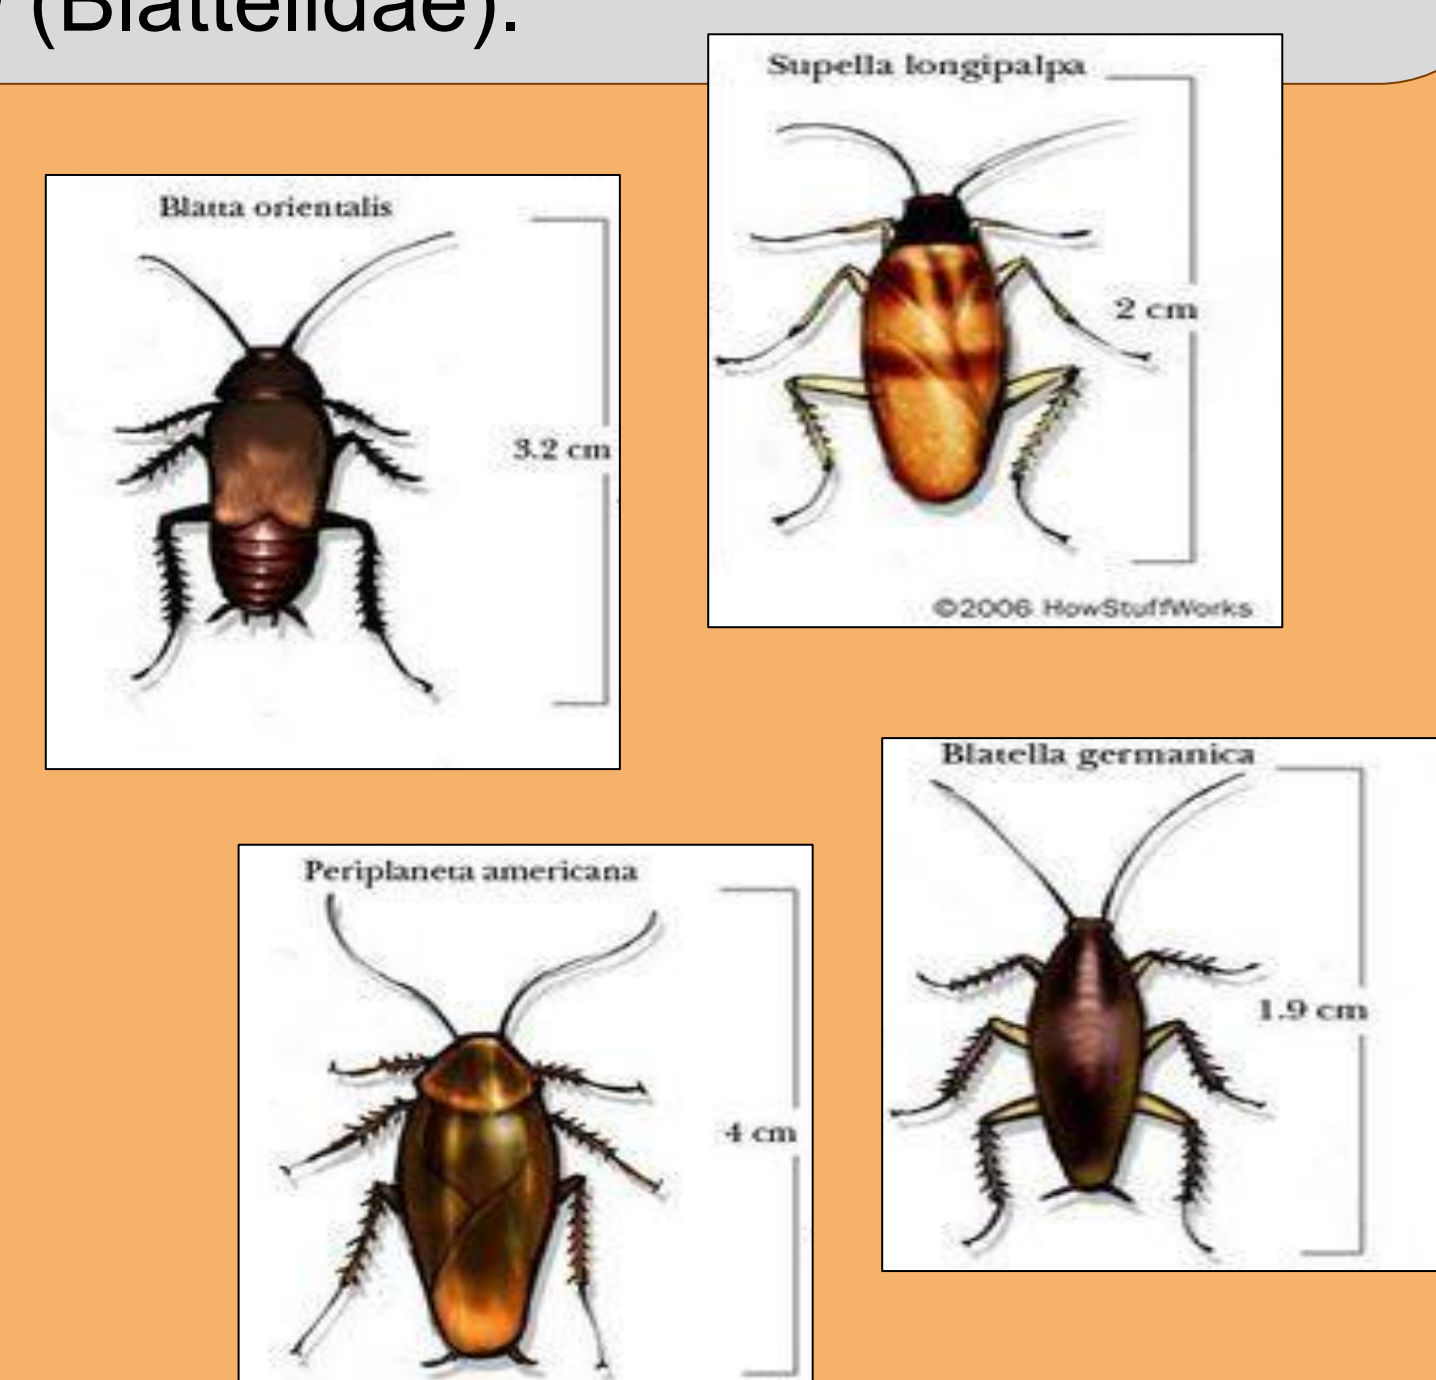 (Blattellidae).
Supella longipalpa
2 cm
©2006 HowStuffWorks
Blatta orientalis
3.2 cm
Blatella germanica
1.9 cm
Periplaneta americana
4 cm